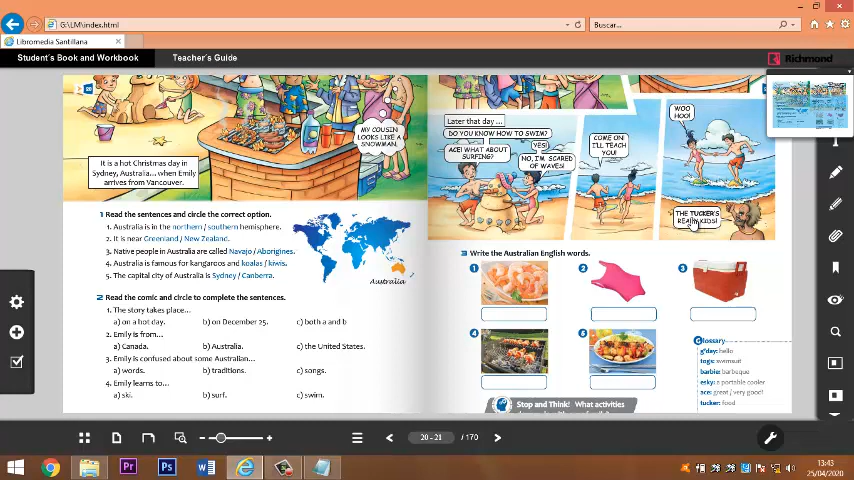 G:\LM\index.html
Buscar...
Libromedia Santillana
Student´s Book and Workbook
Teacher's Guide
Richmond
20
It is a hot Christmas day in
Sydney, Australia... when Emily
arrives from Vancouver.
MY COUSIN
LOOKS LIKE A
SNOWMAN.
1 Read the sentences and circle the correct option.
1. Australia is in the northern / southern hemisphere.
2. It is near Greenland / New Zealand.
3. Native people in Australia are called Navajo / Aborigines.
4. Australia is famous for kangaroos and koalas / kiwis.
5. The capital city of Australia is Sydney / Canberra.
Australia
2 Read the comic and circle to complete the sentences.
1. The story takes place...
a) on a hot day.
b) on December 25.
c) both a and b
2. Emily is from...
a) Canada.
b) Australia.
c) the United States.
3. Emily is confused about some Australian...
a) words.
b) traditions.
c) songs.
4. Emily learns to...
a) ski.
b) surf.
c) swim.
Later that day ...
DO YOU KNOW HOW TO SWIM?
YES!
ACE! WHAT ABOUT
SURFING?
NO, I'M SCARED
OF WAVES!
COME ON!
I'LL TEACH
YOU!
WOO
HOO!
THE TUCKER'S
READY KIDS!
3 Write the Australian English words.
1
2
3
4
5
Glossary
g'day: hello
togs: swimsuit
barbie: barbeque
esky: a portable cooler
ace: great / very good!
tucker: food
Stop and Think! What activities
20 - 21
/ 170
13:43
25/04/2020